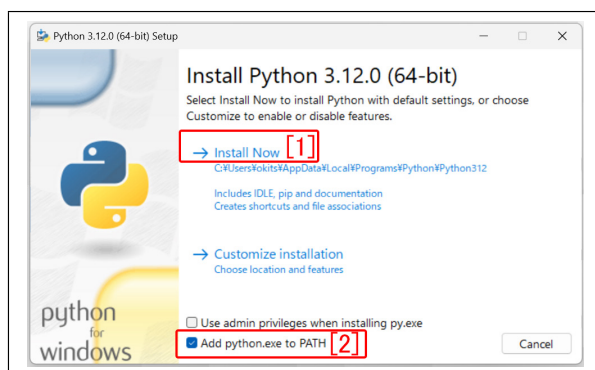 Python 3.12.0 (64-bit) Setup
Install Python 3.12.0 (64-bit)
Select Install Now to install Python with default settings, or choose
Customize to enable or disable features.
→ Install Now [1]
C:¥Users¥okits¥AppData¥Local¥Programs¥Python¥Python312
Includes IDLE, pip and documentation
Creates shortcuts and file associations
→ Customize installation
Choose location and features
python
for
windows
Use admin privileges when installing py.exe
Add python.exe to PATH [2]
Cancel